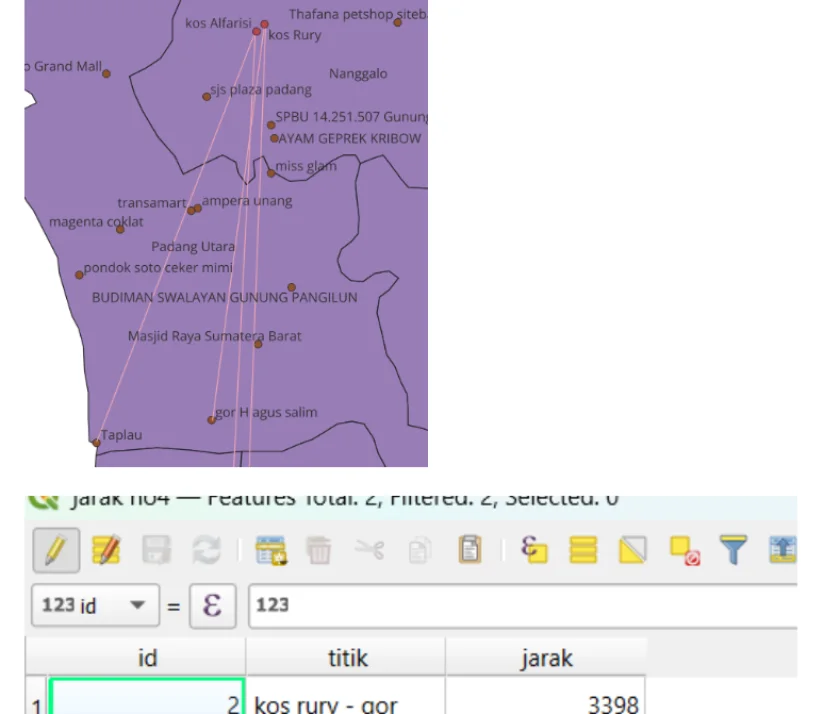 Thafana petshop siteb
kos Alfarisi
kos Rury
o Grand Mall
Nanggalo
sjs plaza padang
SPBU 14.251.507 Gunung
AYAM GEPREK KRIBOW
miss glam
transamart
ampera unang
magenta coklat
Padang Utara
pondok soto ceker mimi
BUDIMAN SWALAYAN GUNUNG PANGILUN
Masjid Raya Sumatera Barat
gor H agus salim
Taplau
jarak no4 — Features Total: 2, Filtered: 2, Selected: 0
123 id = ε 123
id titik jarak
1 2 kos rury - gor 3398